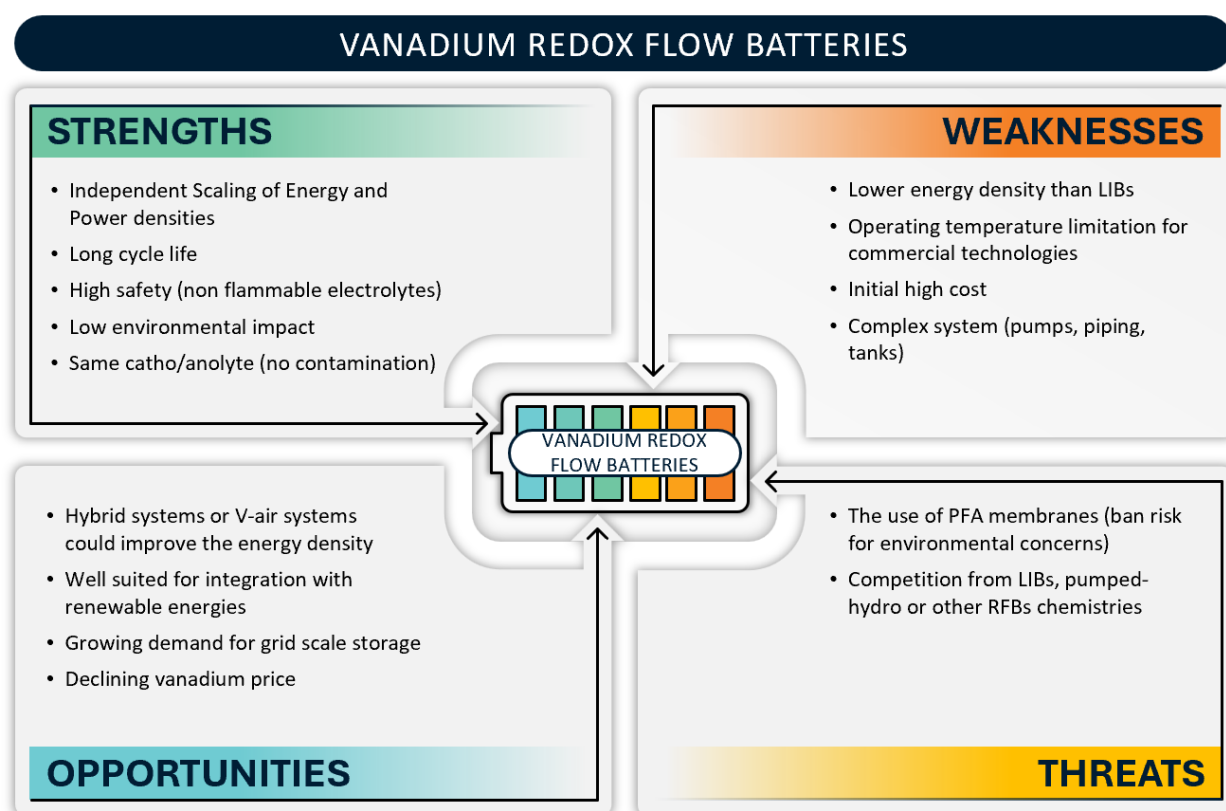 VANADIUM REDOX FLOW BATTERIES
STRENGTHS
• Independent Scaling of Energy and
Power densities
• Long cycle life
• High safety (non flammable electrolytes)
• Low environmental impact
• Same catho/anolyte (no contamination)
WEAKNESSES
• Lower energy density than LIBs
• Operating temperature limitation for
commercial technologies
• Initial high cost
• Complex system (pumps, piping,
tanks)
VANADIUM REDOX
FLOW BATTERIES
• Hybrid systems or V-air systems
could improve the energy density
• Well suited for integration with
renewable energies
• Growing demand for grid scale storage
• Declining vanadium price
OPPORTUNITIES
• The use of PFA membranes (ban risk
for environmental concerns)
• Competition from LIBs, pumped-
hydro or other RFBs chemistries
THREATS